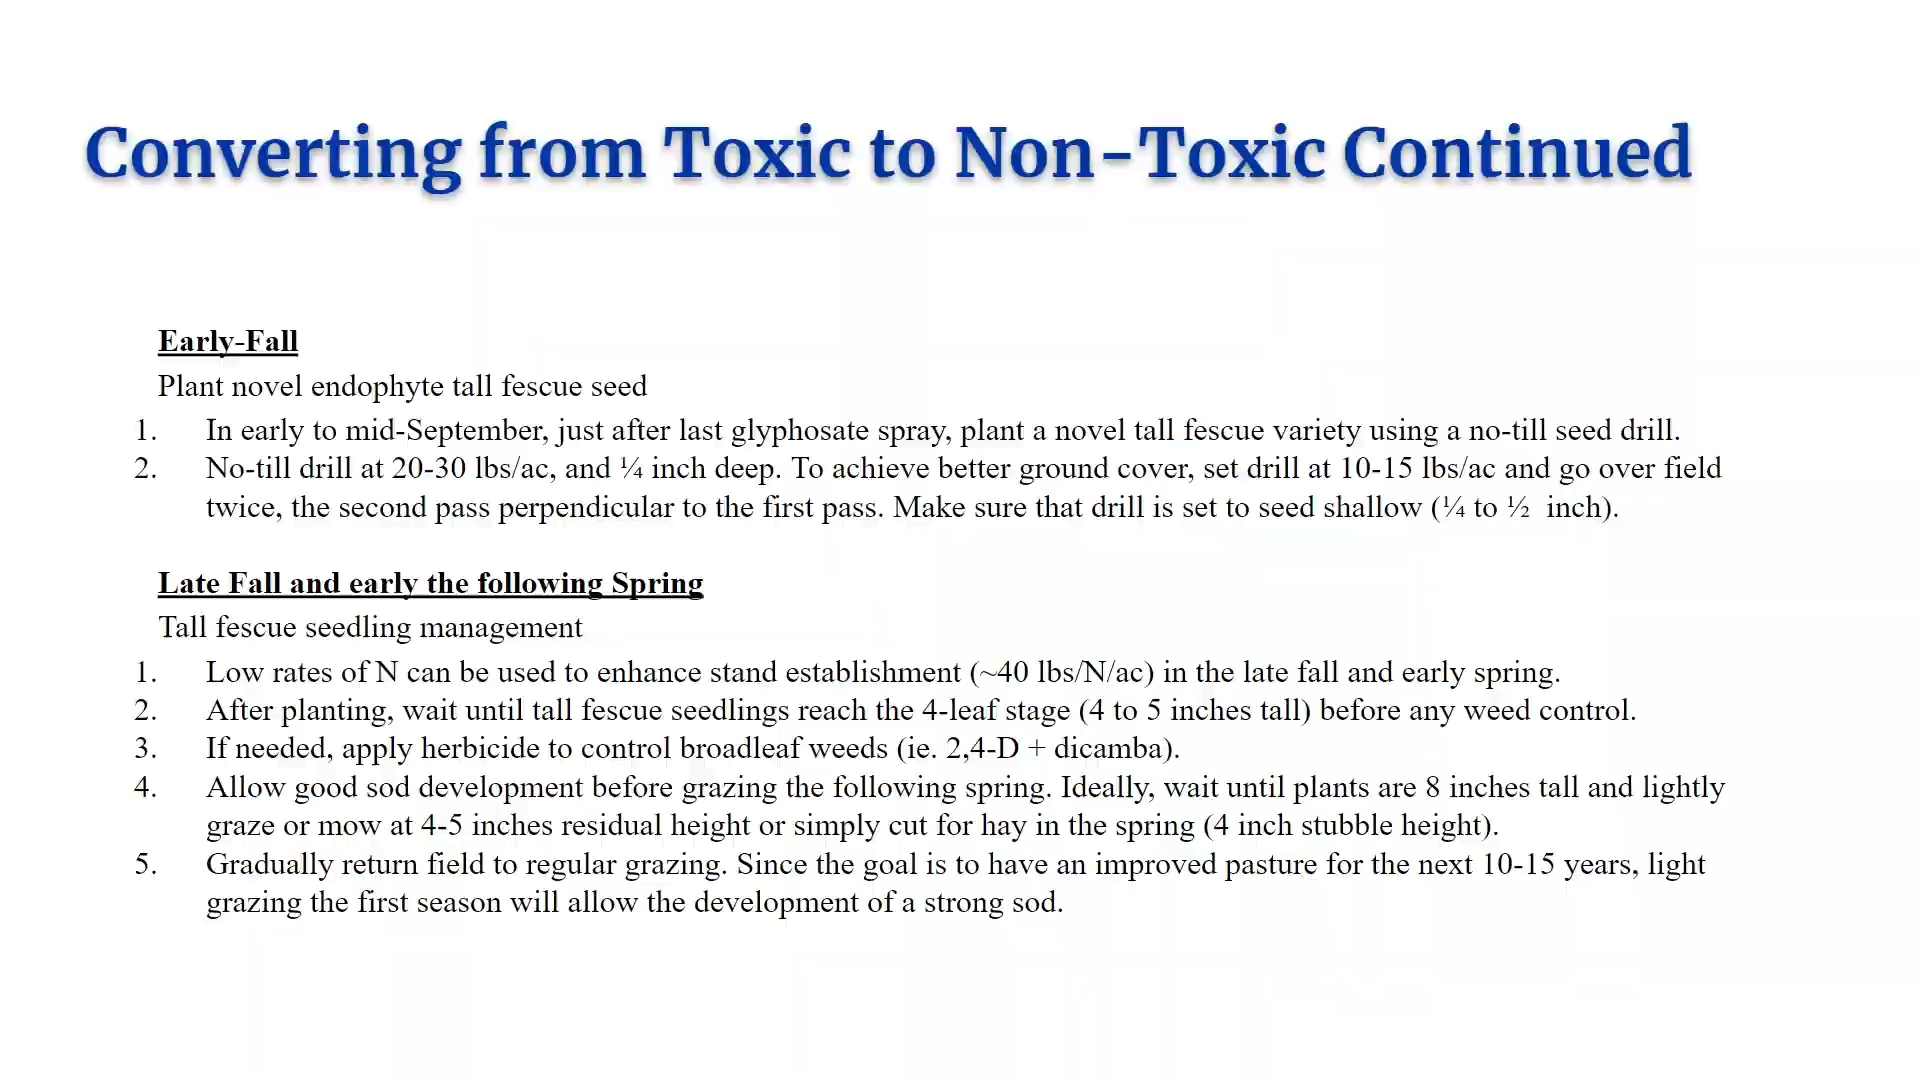 Converting from Toxic to Non-Toxic Continued
Early-Fall
Plant novel endophyte tall fescue seed
1. In early to mid-September, just after last glyphosate spray, plant a novel tall fescue variety using a no-till seed drill.
2. No-till drill at 20-30 lbs/ac, and ¼ inch deep. To achieve better ground cover, set drill at 10-15 lbs/ac and go over field
twice, the second pass perpendicular to the first pass. Make sure that drill is set to seed shallow (¼ to ½ inch).
Late Fall and early the following Spring
Tall fescue seedling management
1. Low rates of N can be used to enhance stand establishment (~40 lbs/N/ac) in the late fall and early spring.
2. After planting, wait until tall fescue seedlings reach the 4-leaf stage (4 to 5 inches tall) before any weed control.
3. If needed, apply herbicide to control broadleaf weeds (ie. 2,4-D + dicamba).
4. Allow good sod development before grazing the following spring. Ideally, wait until plants are 8 inches tall and lightly
graze or mow at 4-5 inches residual height or simply cut for hay in the spring (4 inch stubble height).
5. Gradually return field to regular grazing. Since the goal is to have an improved pasture for the next 10-15 years, light
grazing the first season will allow the development of a strong sod.